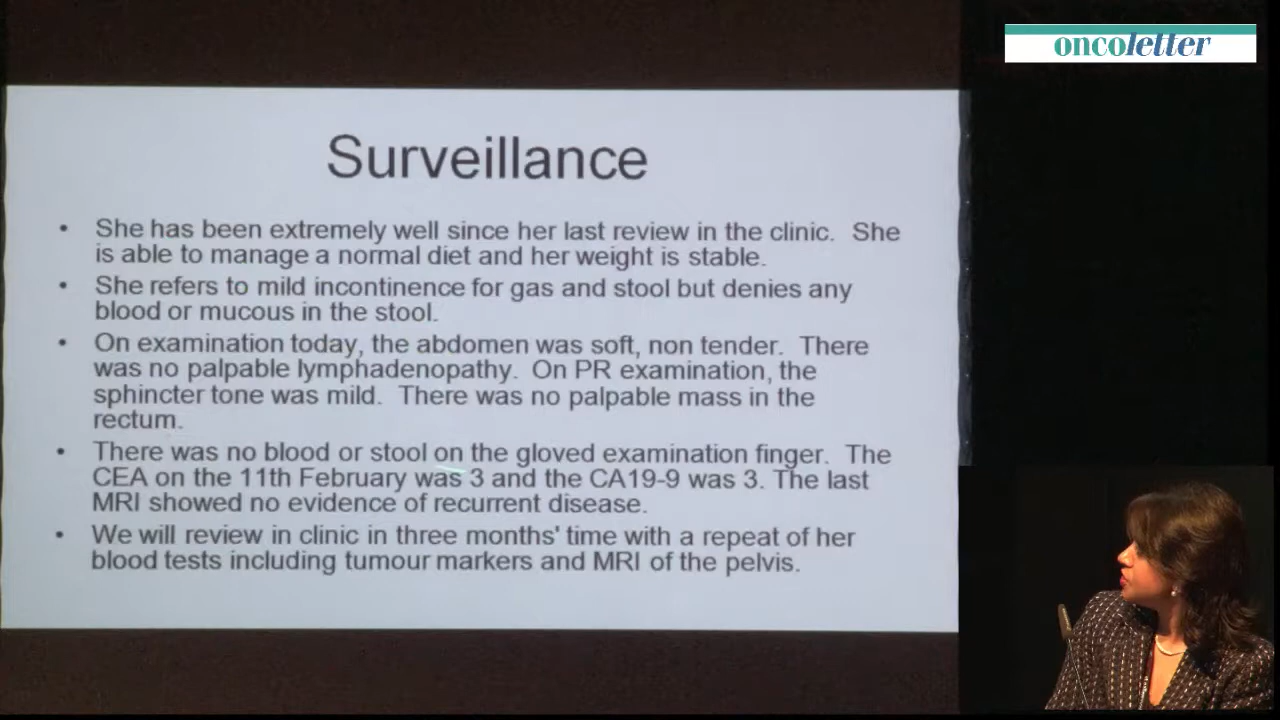 oncoletter
Surveillance
• She has been extremely well since her last review in the clinic. She
is able to manage a normal diet and her weight is stable.
• She refers to mild incontinence for gas and stool but denies any
blood or mucous in the stool.
• On examination today, the abdomen was soft, non tender. There
was no palpable lymphadenopathy. On PR examination, the
sphincter tone was mild. There was no palpable mass in the
rectum.
• There was no blood or stool on the gloved examination finger. The
CEA on the 11th February was 3 and the CA19-9 was 3. The last
MRI showed no evidence of recurrent disease.
• We will review in clinic in three months' time with a repeat of her
blood tests including tumour markers and MRI of the pelvis.